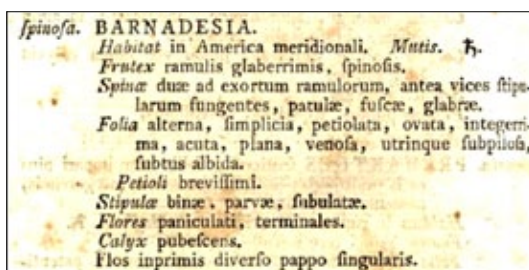 ſpinoſa. BARNADESIA.
Habitat in America meridionali. Mutis. ♄.
Frutex ramulis glaberrimis, ſpinoſis.
Spinæ duæ ad exortum ramulorum, antea vices ſtipu-
larum fungentes, patulæ, fuſcæ, glabræ.
Folia alterna, ſimplicia, petiolata, ovata, integerri-
ma, acuta, plana, venoſa, utrinque ſubpiloſa,
ſubtus albida.
Petioli breviſſimi.
Stipulæ binæ, parvæ, ſubulatæ.
Flores paniculati, terminales.
Calyx pubeſcens.
Flos inprimis diverſo pappo ſingularis.